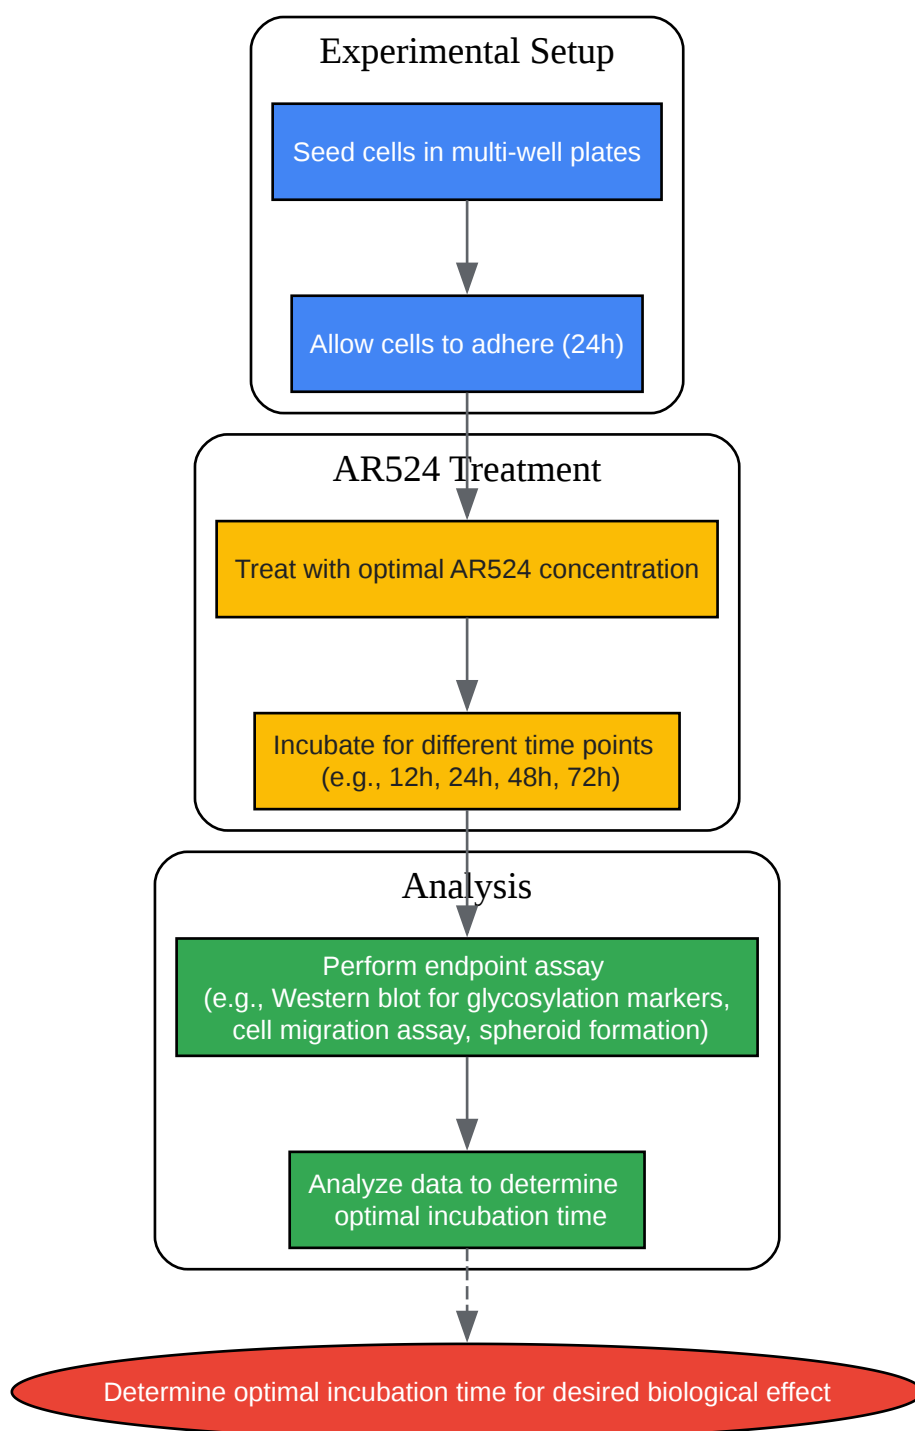 Experimental Setup
Seed cells in multi-well plates
Allow cells to adhere (24h)
AR524 Treatment
Treat with optimal AR524 concentration
Incubate for different time points
(e.g., 12h, 24h, 48h, 72h)
Analysis
Perform endpoint assay
(e.g., Western blot for glycosylation markers,
cell migration assay, spheroid formation)
Analyze data to determine
optimal incubation time
Determine optimal incubation time for desired biological effect